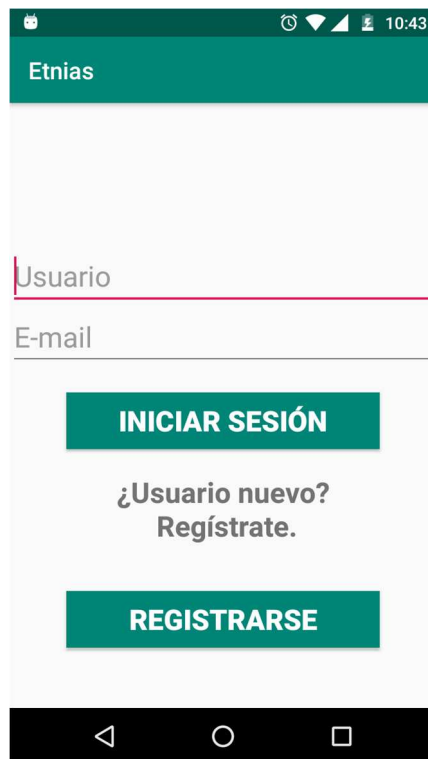 10:43
Etnias
Usuario
E-mail
INICIAR SESIÓN
¿Usuario nuevo?
Regístrate.
REGISTRARSE